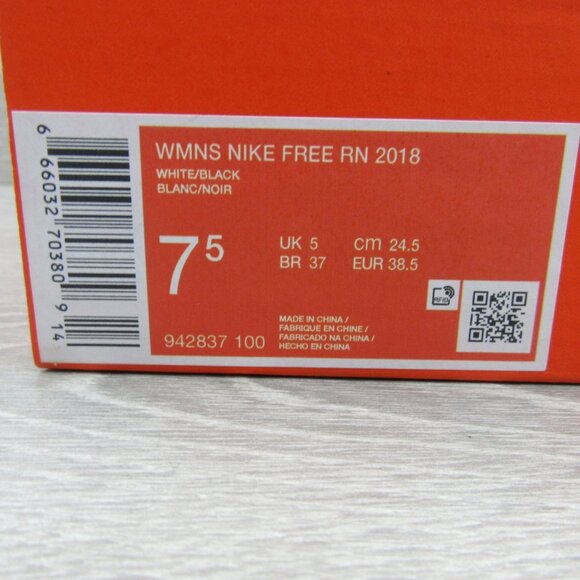 6 66032 70380 9 14
WMNS NIKE FREE RN 2018
WHITE/BLACK
BLANC/NOIR
7 5
UK 5 cm 24.5
BR 37 EUR 38.5
RFID
942837 100
MADE IN CHINA /
FABRIQUE EN CHINE /
FABRICADO NA CHINA /
HECHO EN CHINA